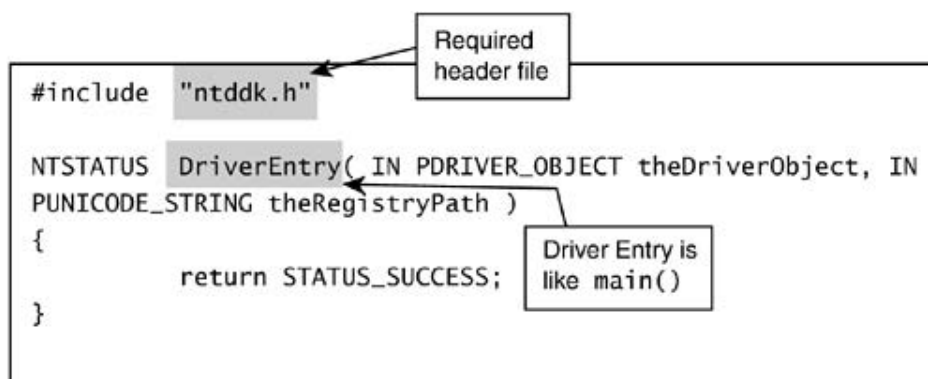 Required
header file
#include "ntddk.h"
NTSTATUS DriverEntry( IN PDRIVER_OBJECT theDriverObject, IN
PUNICODE_STRING theRegistryPath )
{
return STATUS_SUCCESS;
}
Driver Entry is
like main()